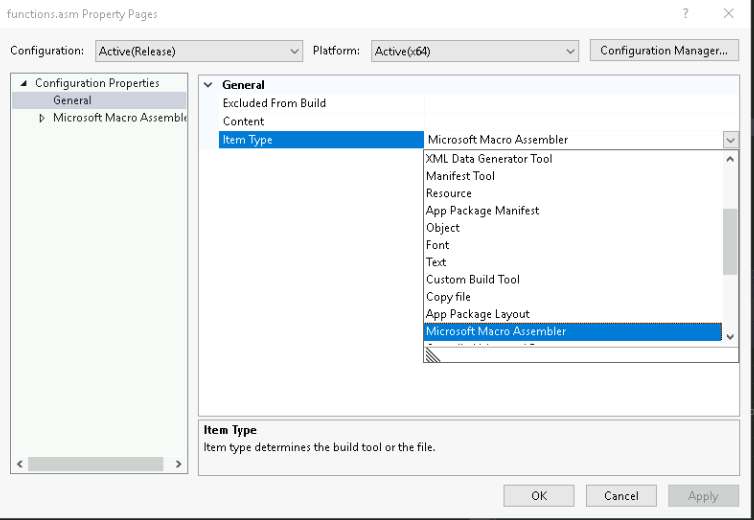 functions.asm Property Pages
Configuration: Active(Release) Platform: Active(x64) Configuration Manager...
Configuration Properties
General
Microsoft Macro Assemble
General
Excluded From Build
Content
Item Type Microsoft Macro Assembler
XML Data Generator Tool
Manifest Tool
Resource
App Package Manifest
Object
Font
Text
Custom Build Tool
Copy file
App Package Layout
Microsoft Macro Assembler
Item Type
Item type determines the build tool or the file.
OK Cancel Apply